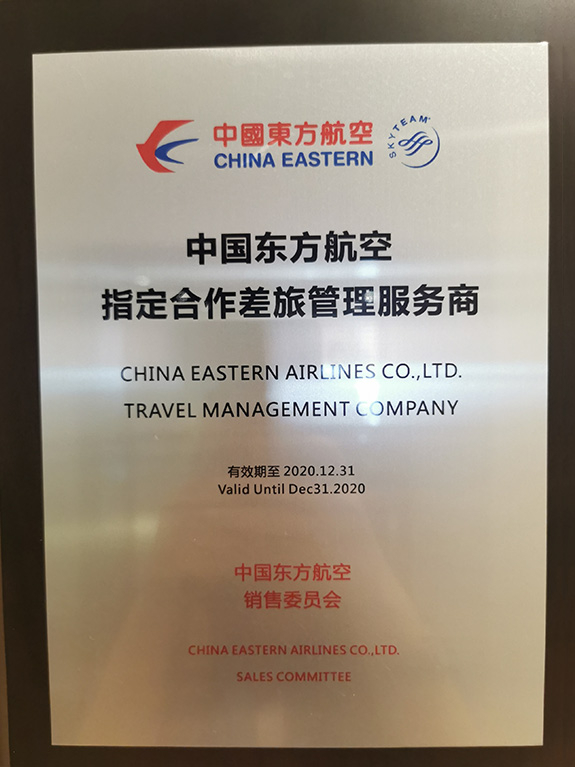 中國東方航空
CHINA EASTERN
SKYTEAM
中国东方航空
指定合作差旅管理服务商
CHINA EASTERN AIRLINES CO.,LTD.
TRAVEL MANAGEMENT COMPANY
有效期至 2020.12.31
Valid Until Dec31.2020
中国东方航空
销售委员会
CHINA EASTERN AIRLINES CO.,LTD.
SALES COMMITTEE